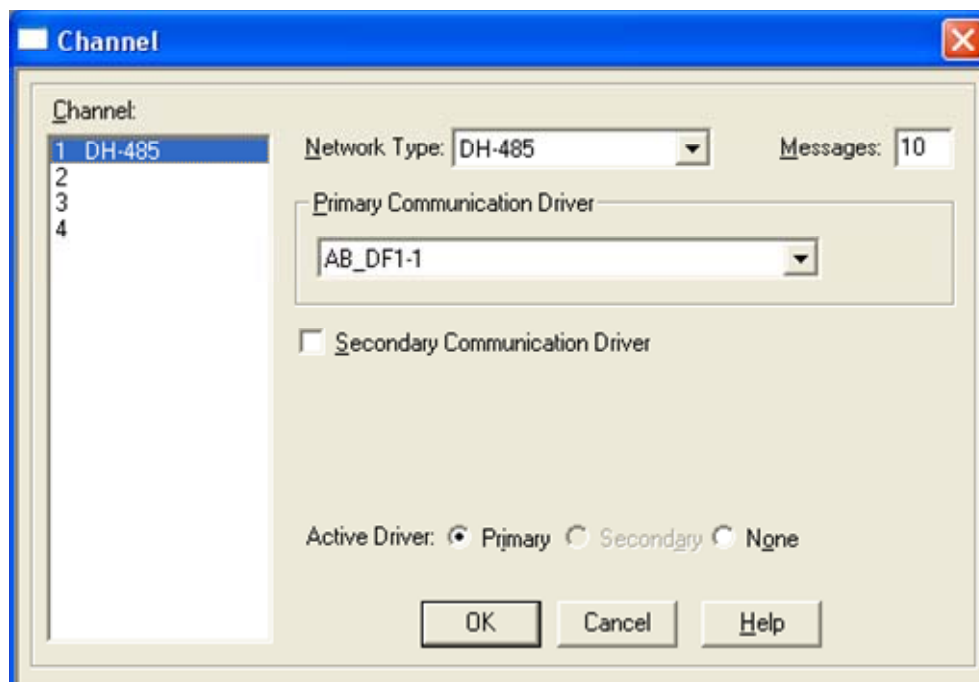 Channel
Channel:
1 DH-485
2
3
4
Network Type: DH-485
Messages: 10
Primary Communication Driver
AB_DF1-1
Secondary Communication Driver
Active Driver: Primary Secondary None
OK Cancel Help